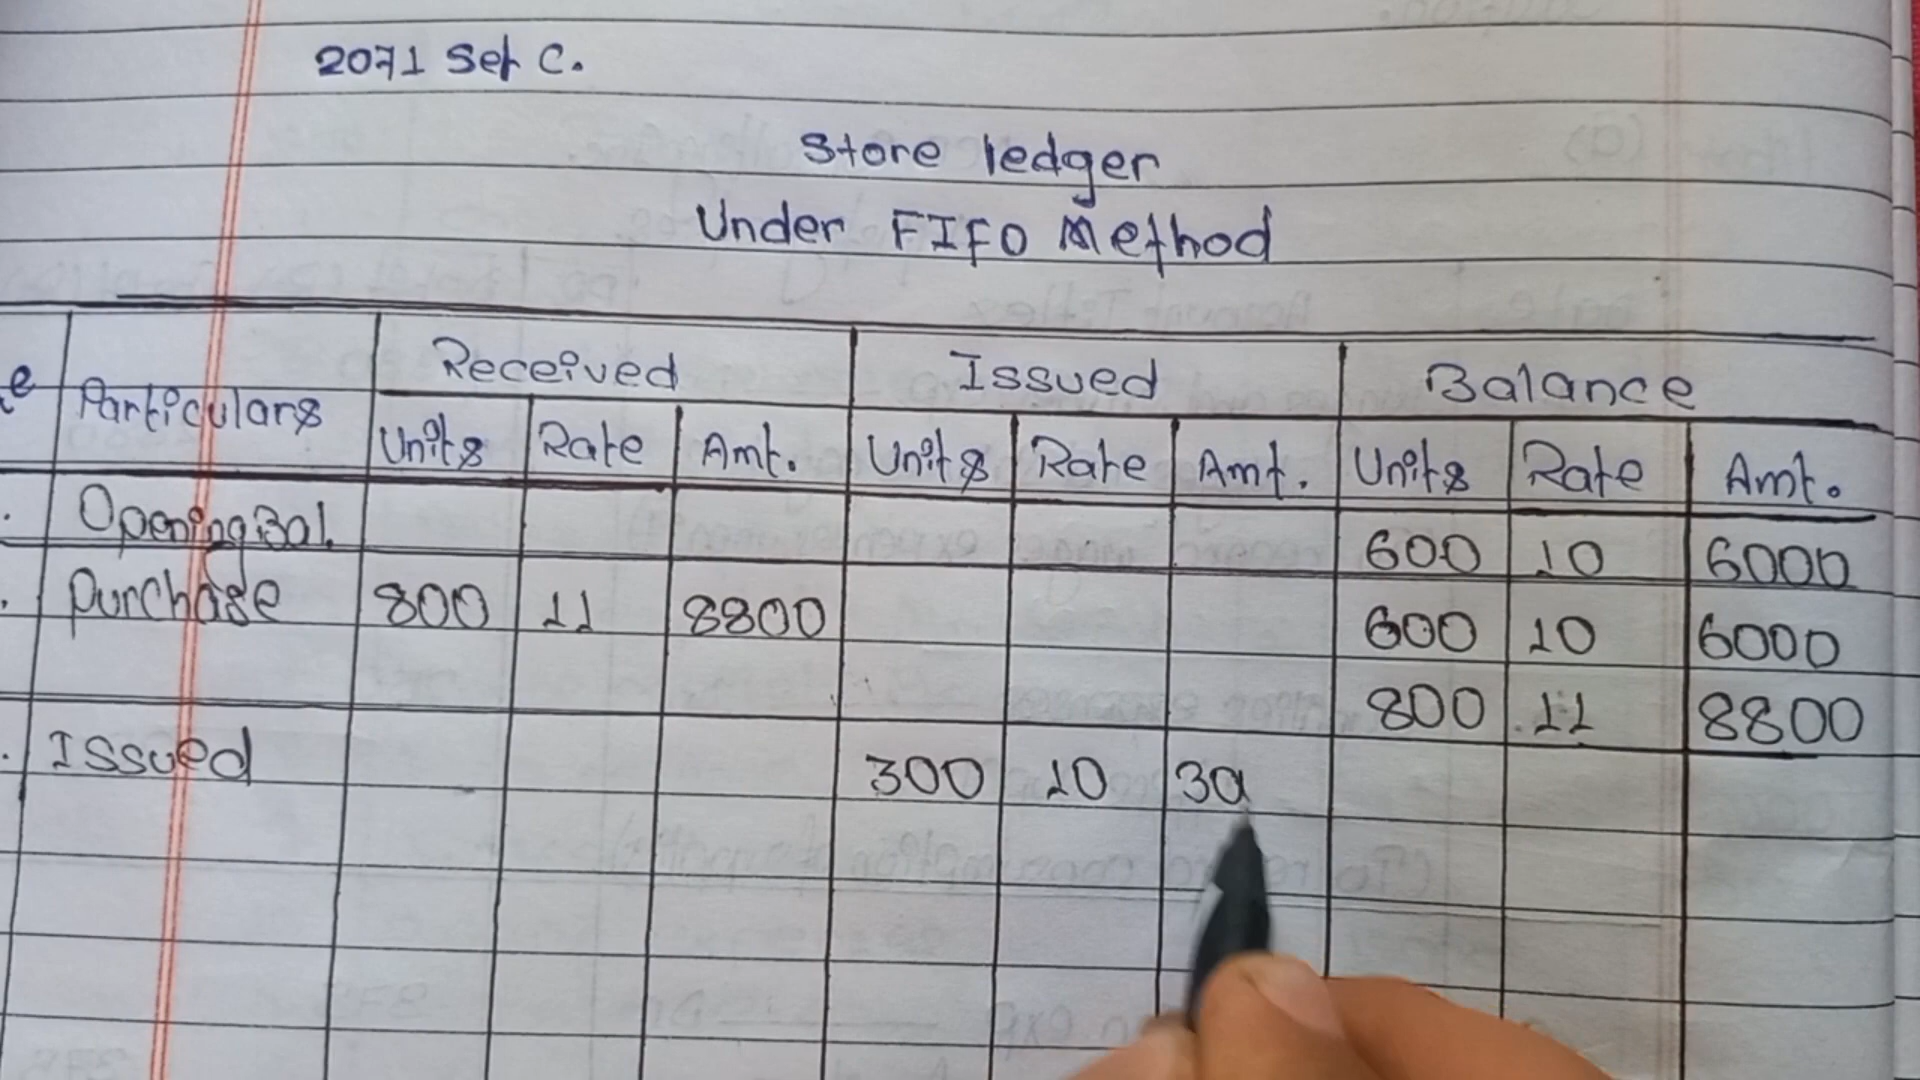 2071 Set C.
Store ledger
Under FIFO Method
e Particulars Received Issued Balance
Units Rate Amt. Units Rate Amt. Units Rate Amt.
Opening Bal. 600 10 6000
Purchase 800 11 8800 600 10 6000
800 11 8800
Issued 300 10 30